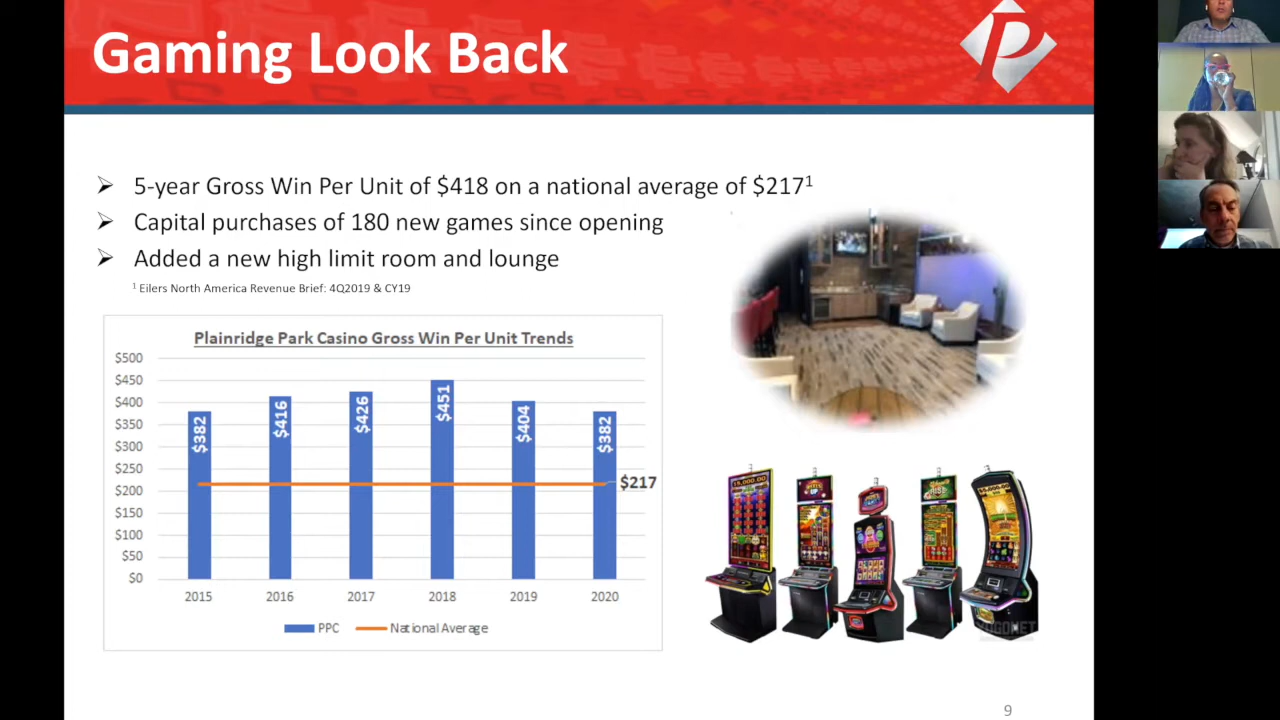 Gaming Look Back
P
➢ 5-year Gross Win Per Unit of $418 on a national average of $217¹
➢ Capital purchases of 180 new games since opening
➢ Added a new high limit room and lounge
¹ Eilers North America Revenue Brief: 4Q2019 & CY19
Plainridge Park Casino Gross Win Per Unit Trends
$500
$450
$400
$350
$300
$250
$200
$150
$100
$50
$0
$382
$416
$426
$451
$404
$382
$217
2015 2016 2017 2018 2019 2020
PPC National Average
9